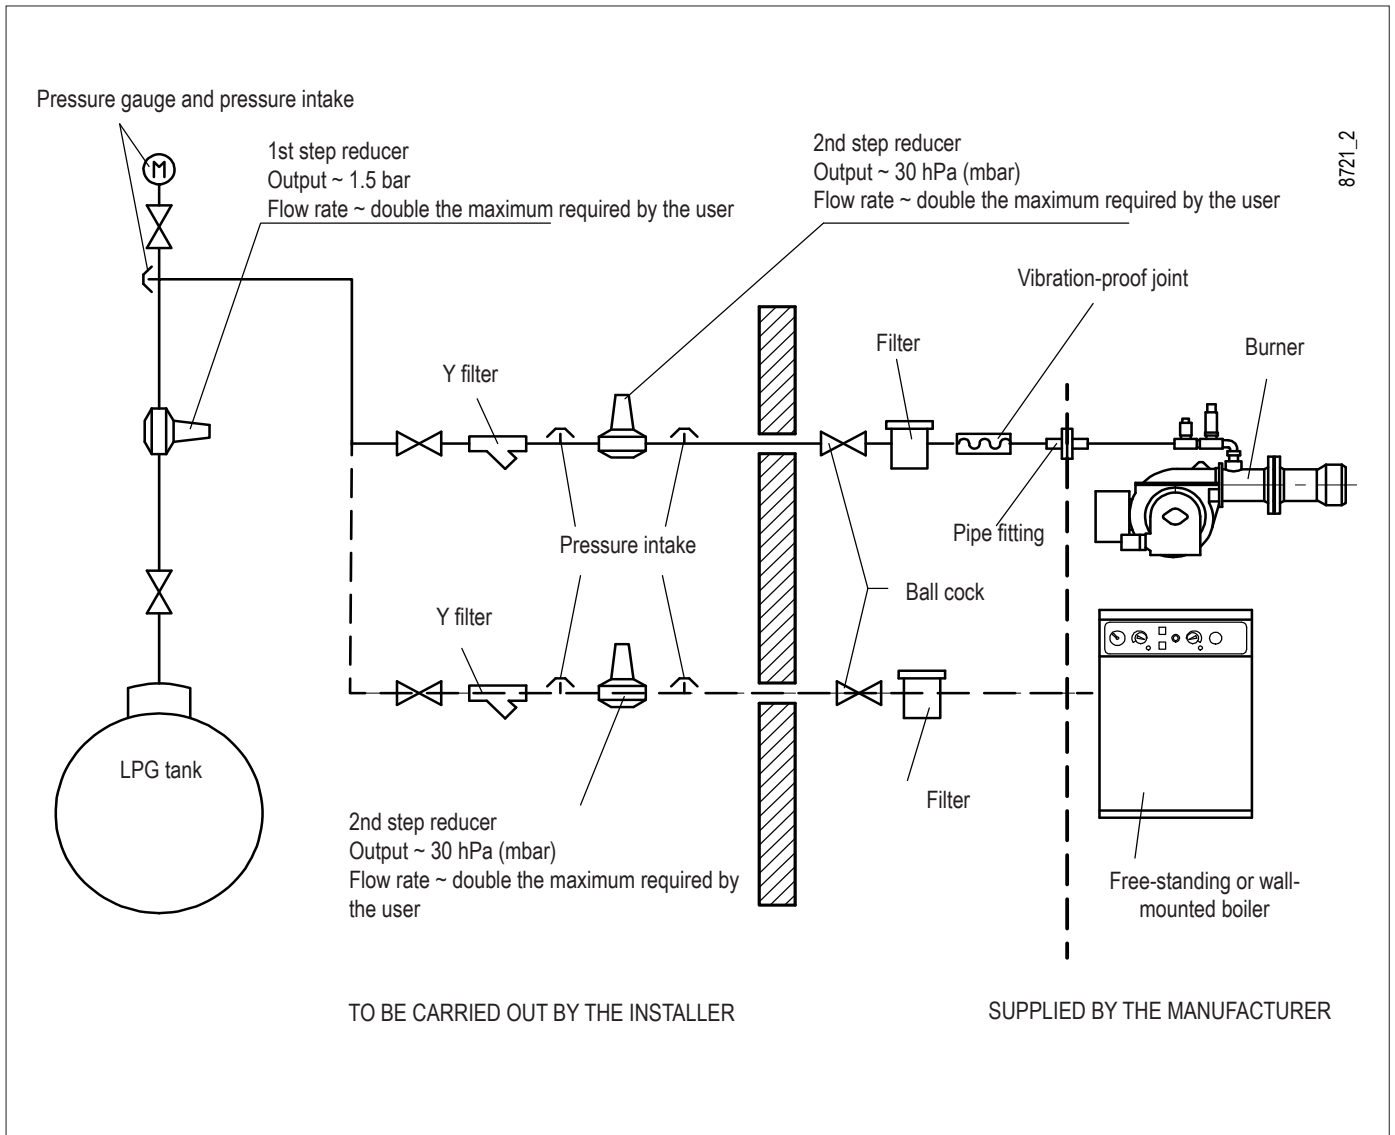 Pressure gauge and pressure intake
M
1st step reducer
Output ~ 1.5 bar
Flow rate ~ double the maximum required by the user
2nd step reducer
Output ~ 30 hPa (mbar)
Flow rate ~ double the maximum required by the user
8721_2
Vibration-proof joint
Filter
Burner
Y filter
Pipe fitting
Pressure intake
Ball cock
Y filter
LPG tank
Filter
2nd step reducer
Output ~ 30 hPa (mbar)
Flow rate ~ double the maximum required by
the user
Free-standing or wall-
mounted boiler
TO BE CARRIED OUT BY THE INSTALLER
SUPPLIED BY THE MANUFACTURER